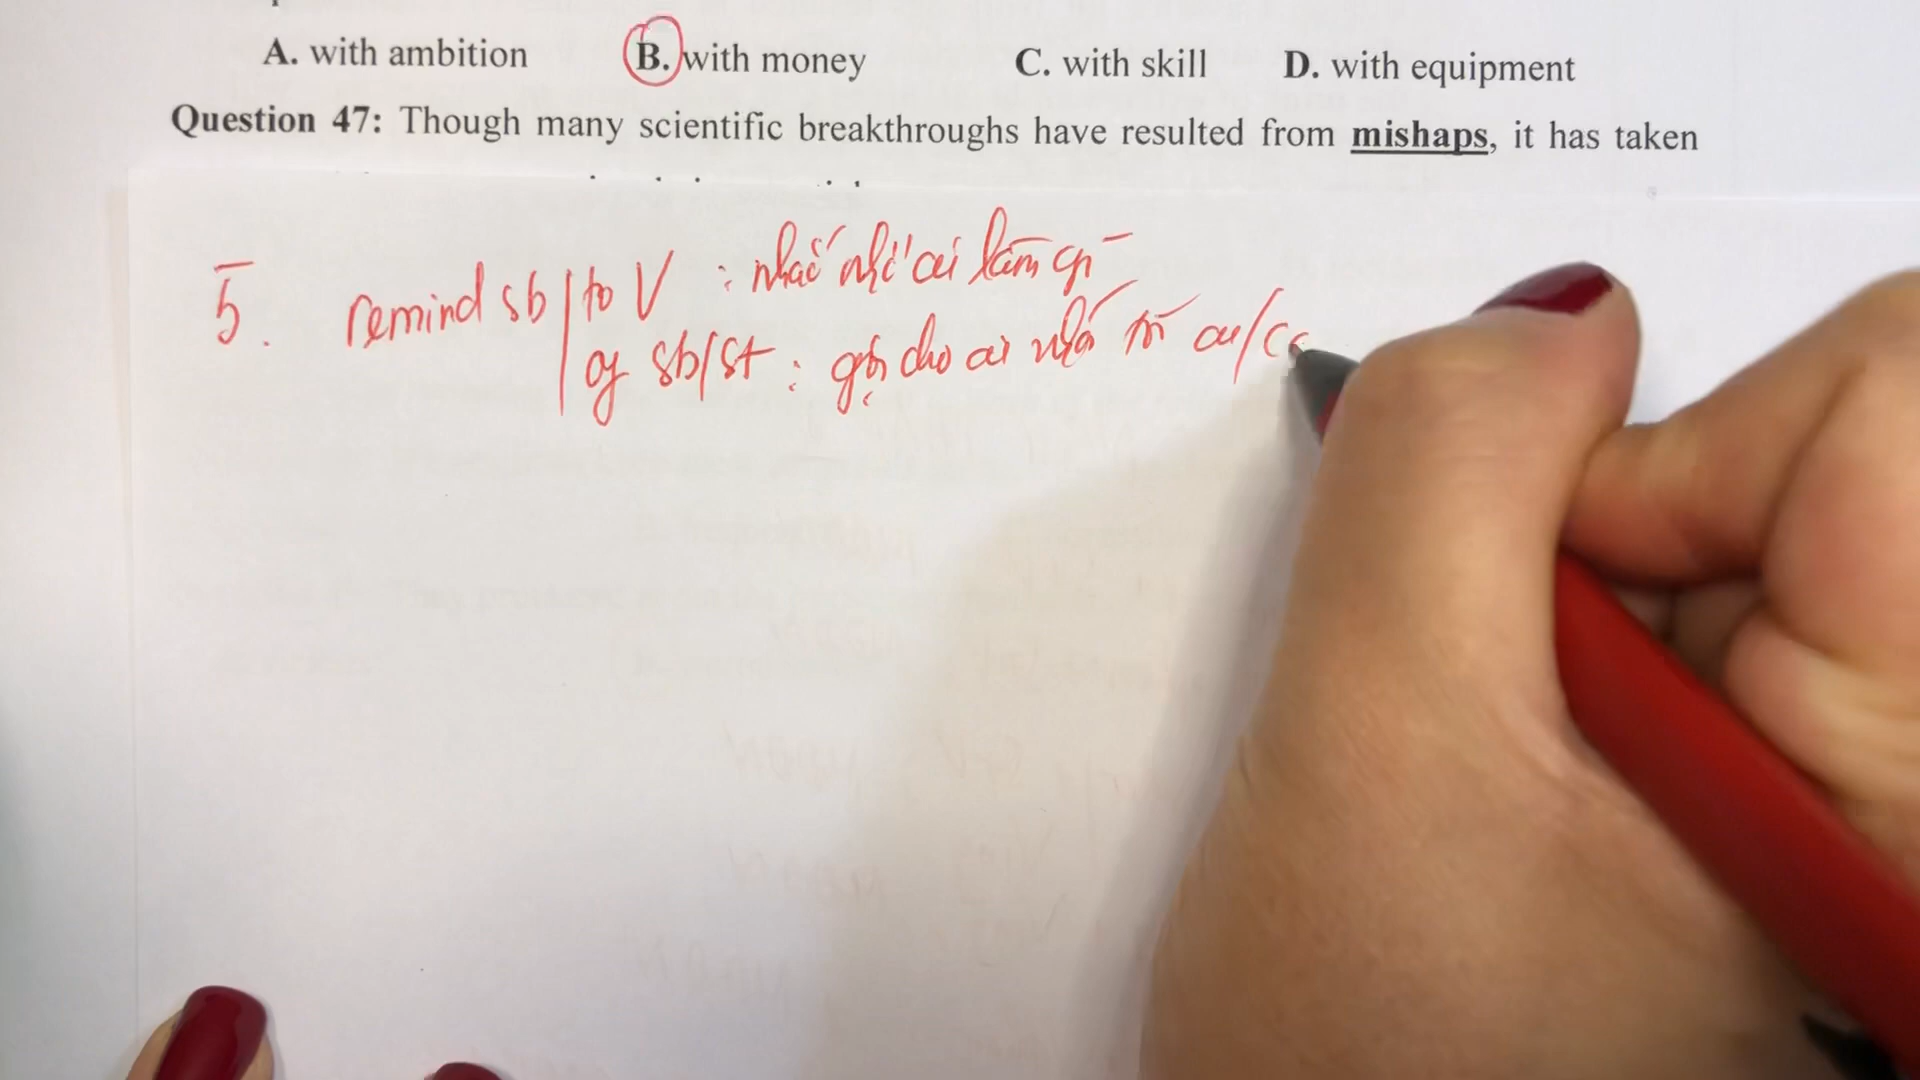 A. with ambition B. with money C. with skill D. with equipment
Question 47: Though many scientific breakthroughs have resulted from mishaps, it has taken
5. remind sb to V : nhắc nhở ai làm gì
of sb/st : gợi cho ai nhớ tới ai/